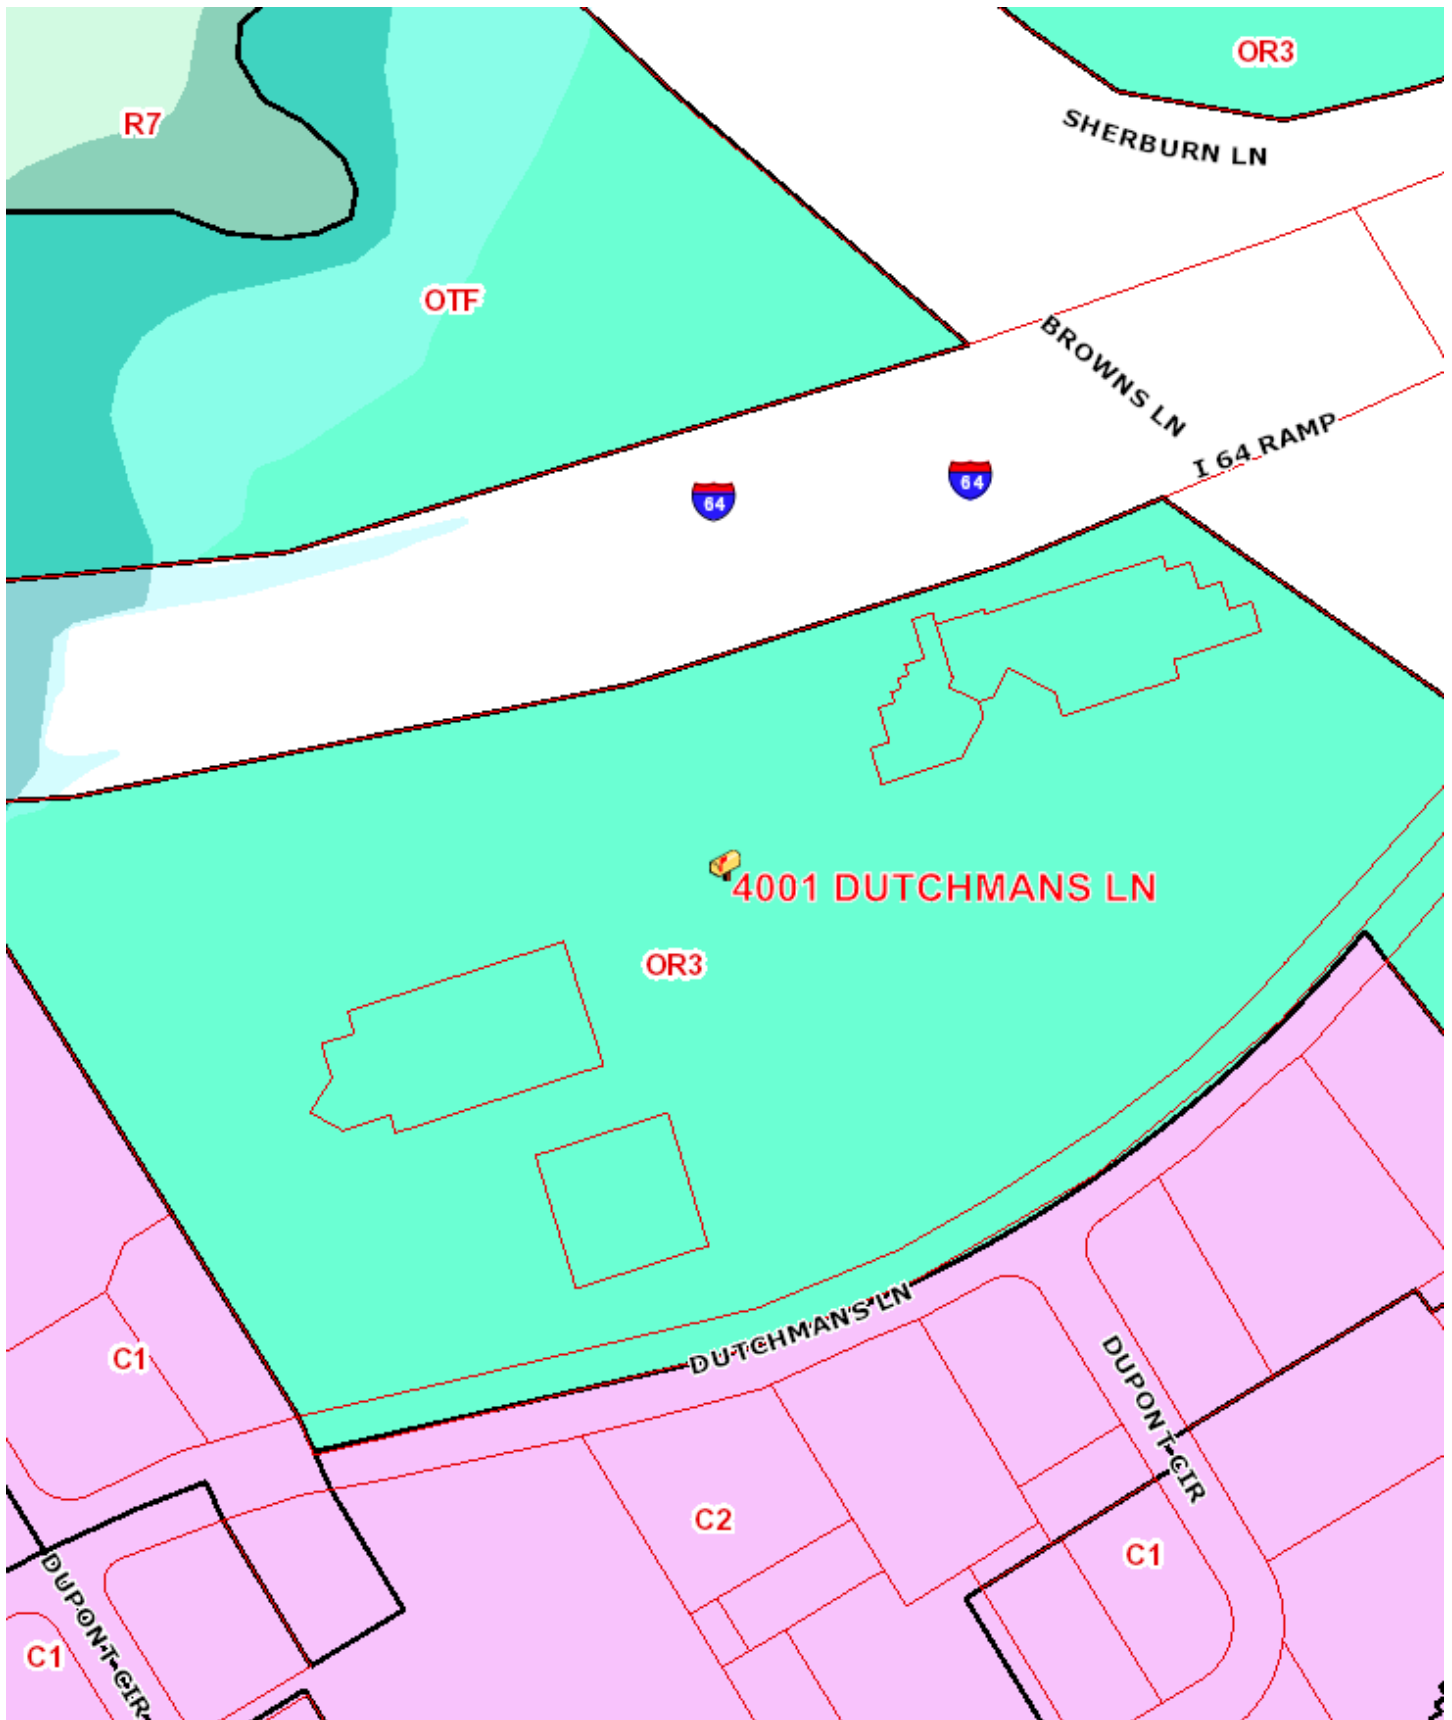 OR3
R7
SHERBURN LN
OTF
BROWNS LN
I 64 RAMP
64
64
4001 DUTCHMANS LN
OR3
DUTCHMANS LN
C1
DUPONT CIR
C2
C1
DUPONT CIR
C1